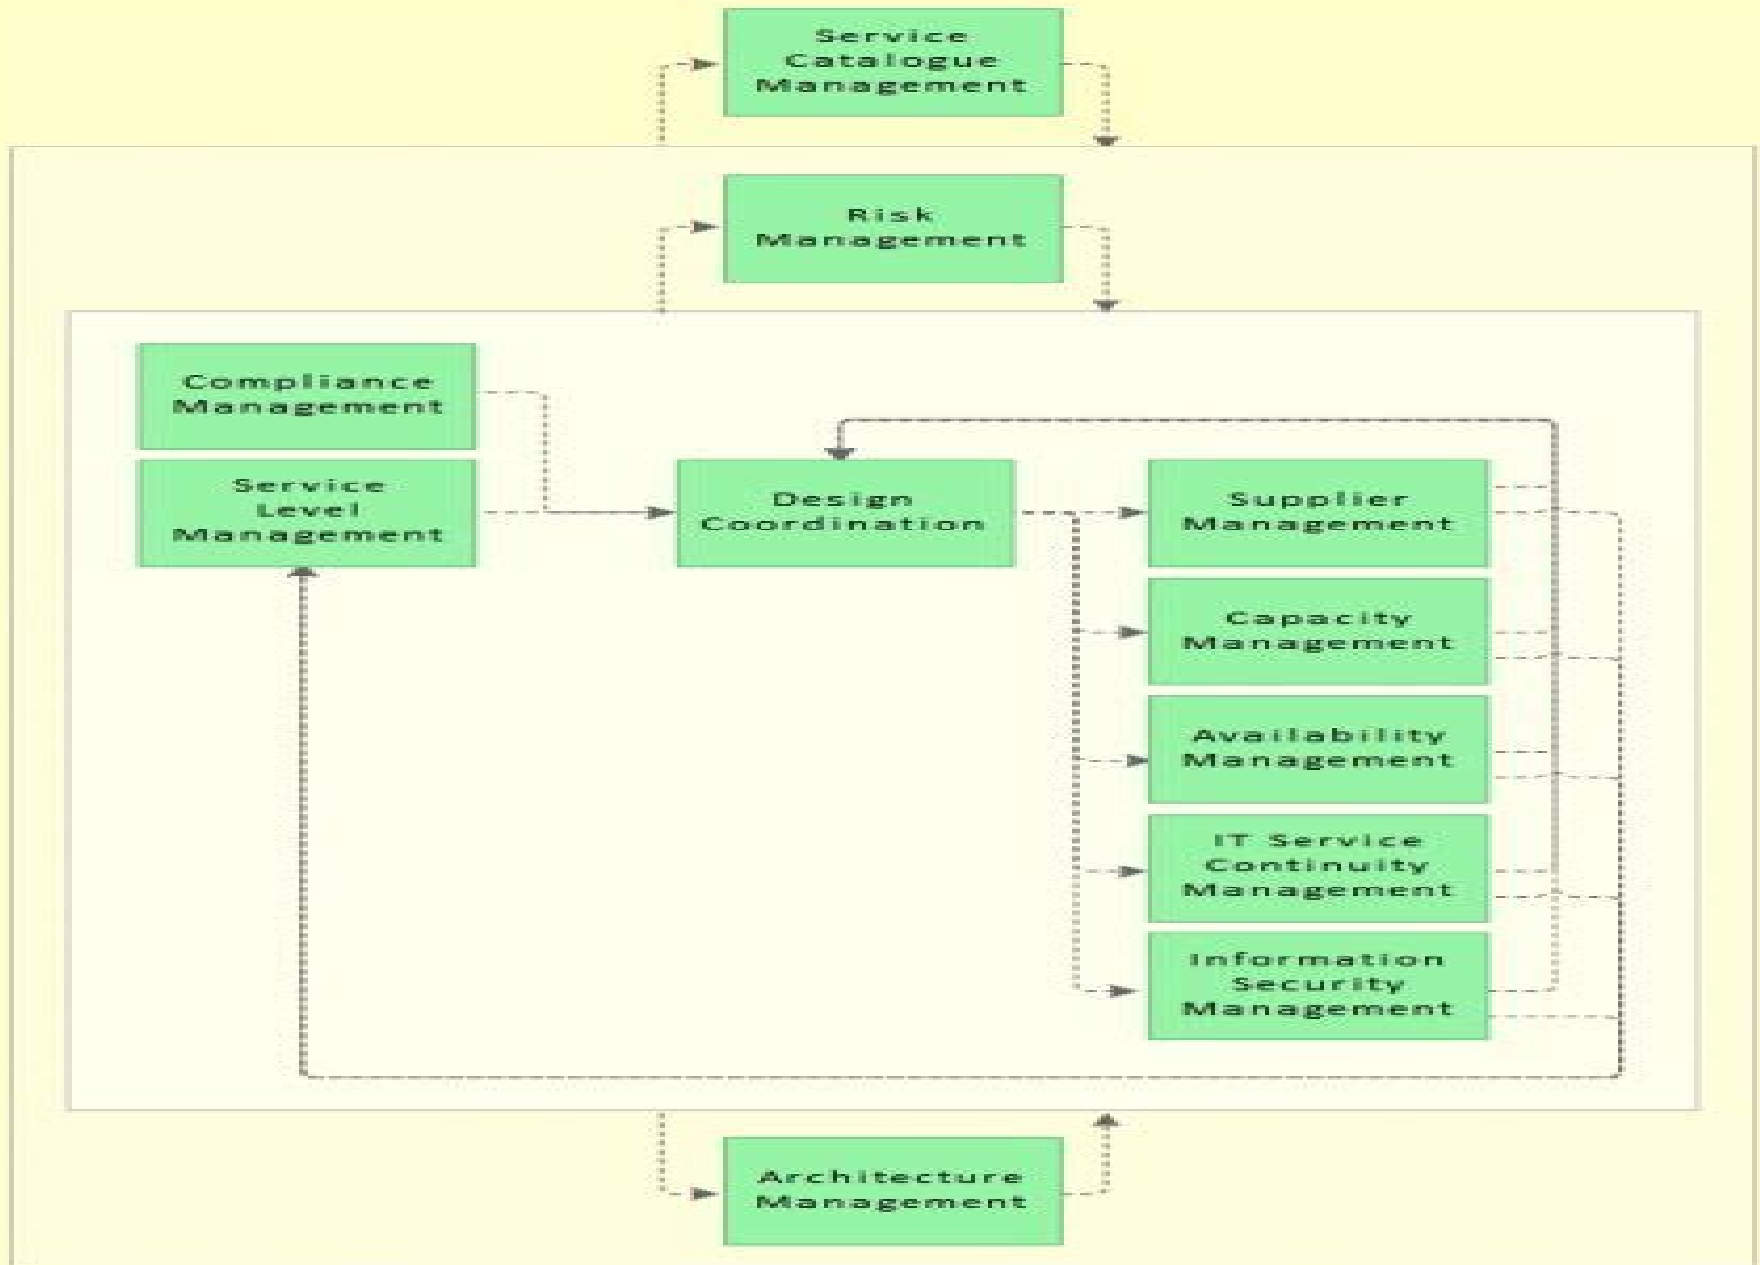 Service
Catalogue
Management
Risk
Management
Compliance
Management
Service
Level
Management
Design
Coordination
Supplier
Management
Capacity
Management
Availability
Management
IT Service
Continuity
Management
Information
Security
Management
Architecture
Management